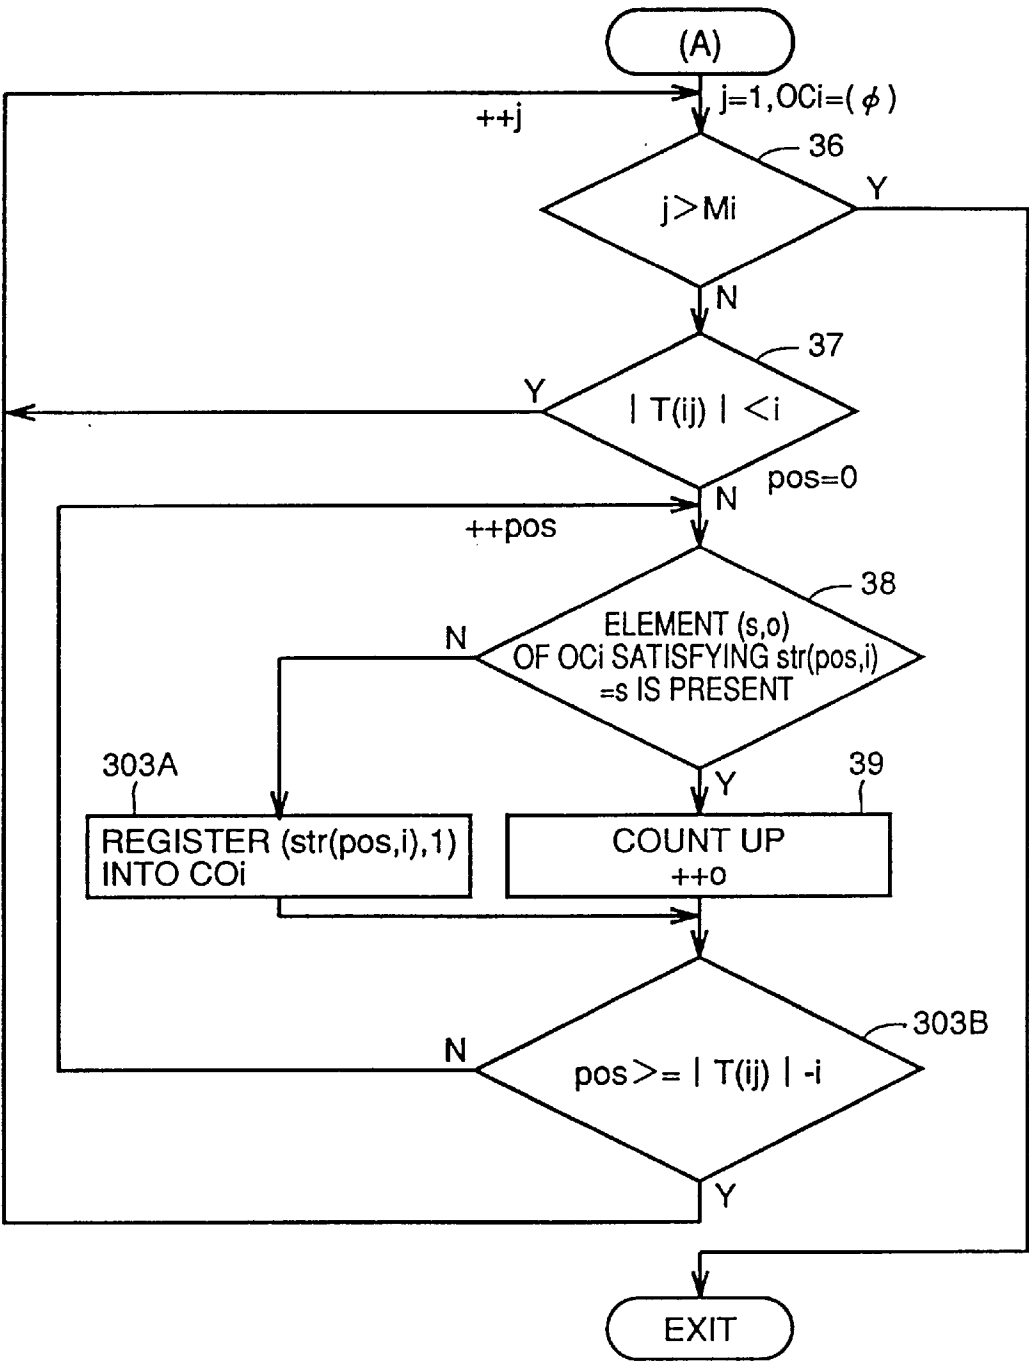 (A)
++j
j=1,OCi=(ϕ)
36
j>Mi
Y
N
37
Y
| T(ij) | <i
N
pos=0
++pos
38
N
ELEMENT (s,o)
OF OCi SATISFYING str(pos,i)
=s IS PRESENT
303A
Y
39
REGISTER (str(pos,i),1)
INTO COi
COUNT UP
++o
303B
N
pos>=| T(ij) | -i
Y
EXIT